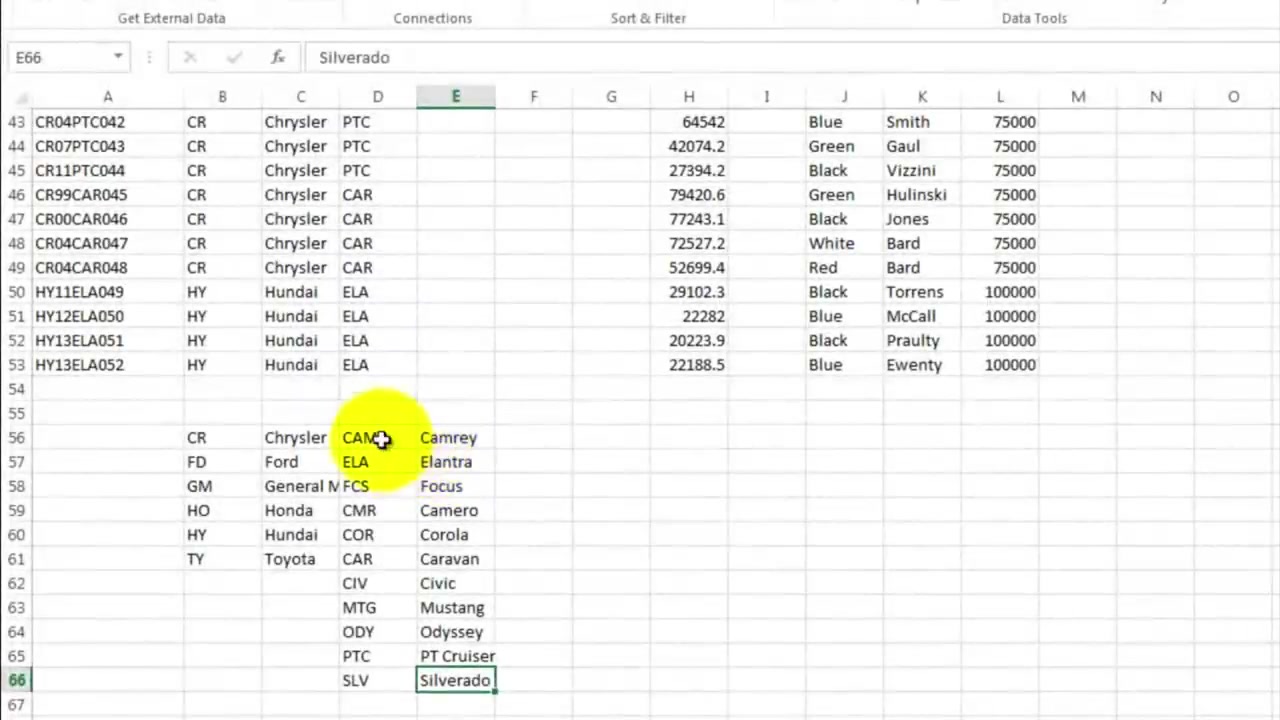 Get External Data Connections Sort & Filter Data Tools
E66 fx Silverado
A B C D E F G H I J K L M N O
43 CR04PTC042 CR Chrysler PTC 64542 Blue Smith 75000
44 CR07PTC043 CR Chrysler PTC 42074.2 Green Gaul 75000
45 CR11PTC044 CR Chrysler PTC 27394.2 Black Vizzini 75000
46 CR99CAR045 CR Chrysler CAR 79420.6 Green Hulinski 75000
47 CR00CAR046 CR Chrysler CAR 77243.1 Black Jones 75000
48 CR04CAR047 CR Chrysler CAR 72527.2 White Bard 75000
49 CR04CAR048 CR Chrysler CAR 52699.4 Red Bard 75000
50 HY11ELA049 HY Hundai ELA 29102.3 Black Torrens 100000
51 HY12ELA050 HY Hundai ELA 22282 Blue McCall 100000
52 HY13ELA051 HY Hundai ELA 20223.9 Black Praulty 100000
53 HY13ELA052 HY Hundai ELA 22188.5 Blue Ewenty 100000
54
55
56 CR Chrysler CAM Camrey
57 FD Ford ELA Elantra
58 GM General M FCS Focus
59 HO Honda CMR Camero
60 HY Hundai COR Corola
61 TY Toyota CAR Caravan
62 CIV Civic
63 MTG Mustang
64 ODY Odyssey
65 PTC PT Cruiser
66 SLV Silverado
67